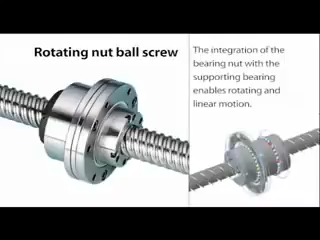 Rotating nut ball screw
The integration of the
bearing nut with the
supporting bearing
enables rotating and
linear motion.